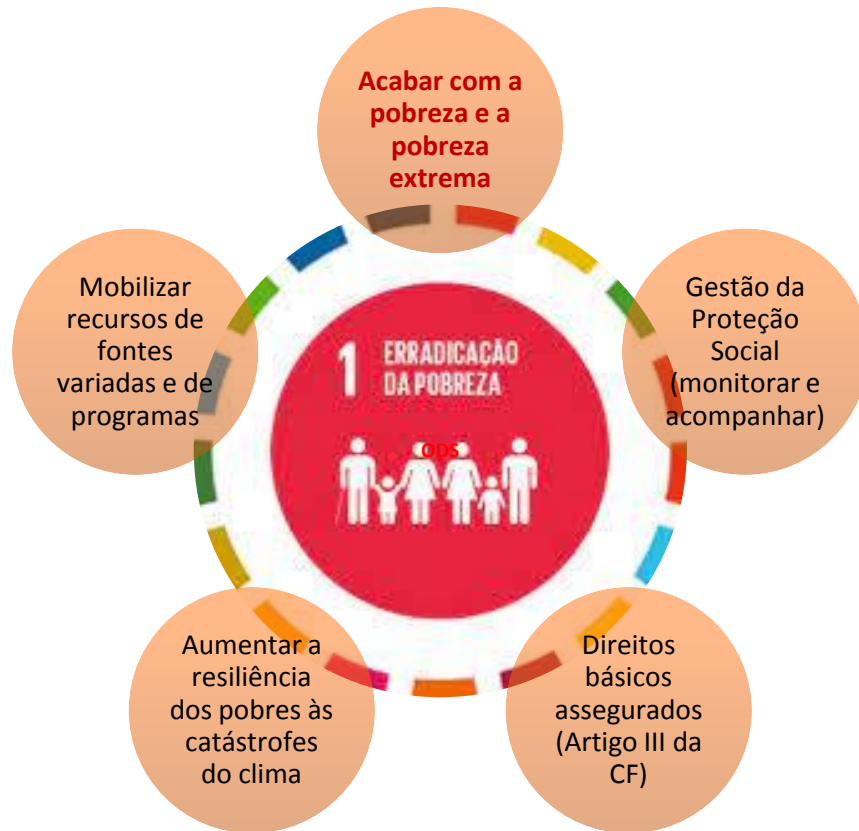 Acabar com a
pobreza e a
pobreza
extrema
Mobilizar
recursos de
fontes
variadas e de
programas
Gestão da
Proteção
Social
(monitorar e
acompanhar)
1 ERRADICAÇÃO
DA POBREZA
ODS
Aumentar a
resiliência
dos pobres às
catástrofes
do clima
Direitos
básicos
assegurados
(Artigo III da
CF)